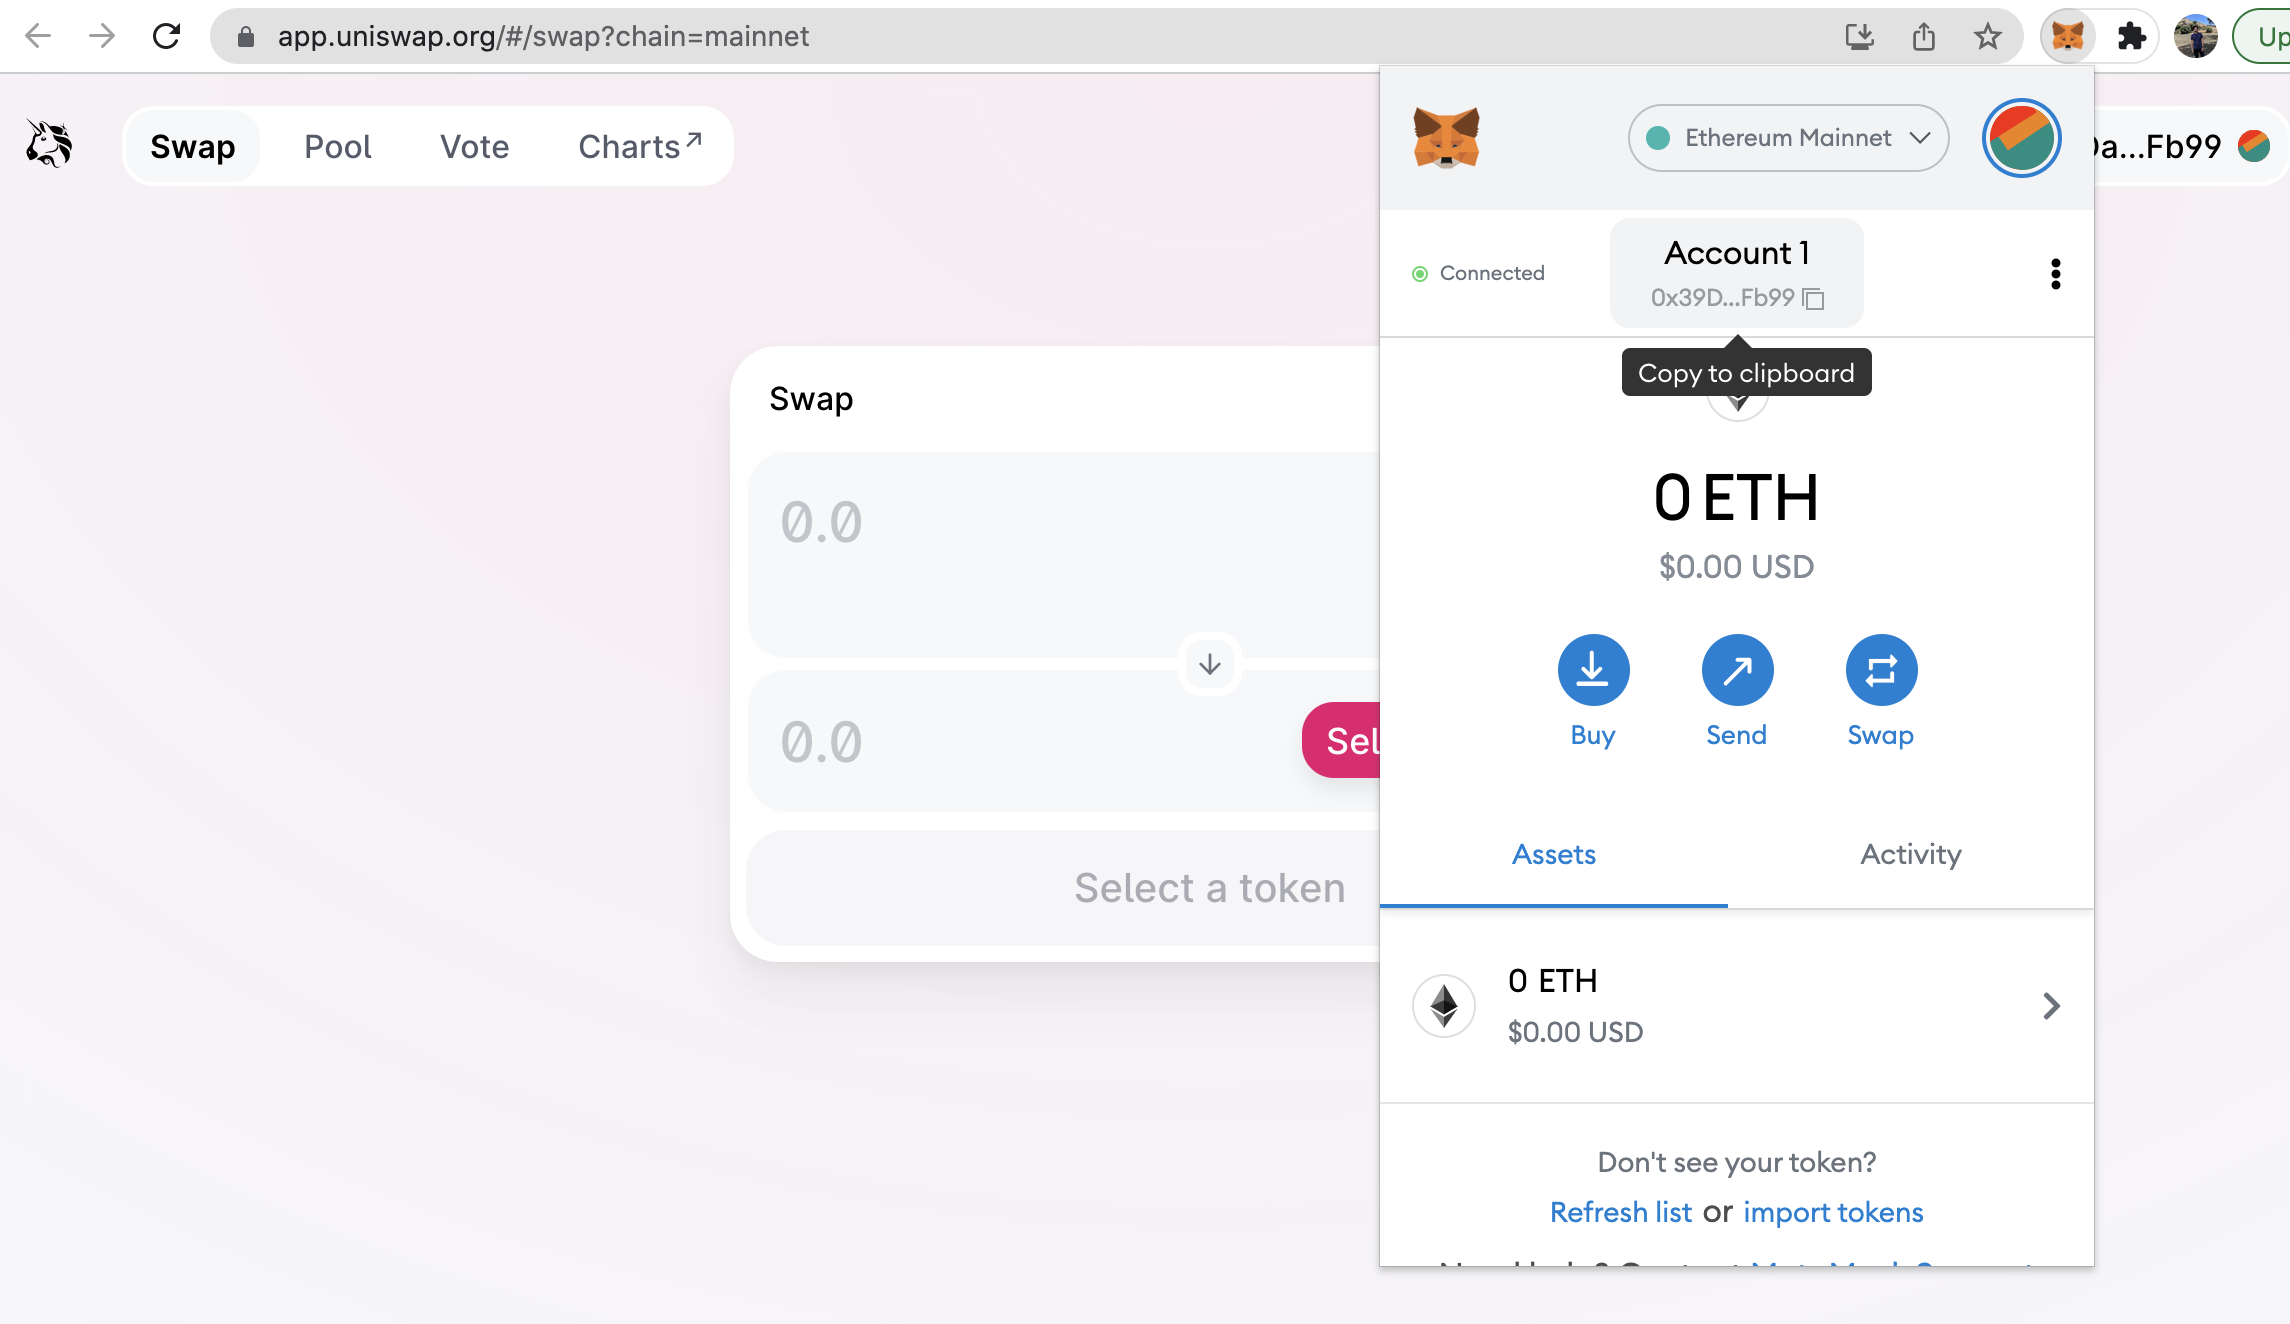 app.uniswap.org/#/swap?chain=mainnet
Up
Swap
Pool
Vote
Charts↗
Ethereum Mainnet
a...Fb99
Connected
Account 1
0x39D...Fb99
Copy to clipboard
Swap
0.0
0.0
Sel
Select a token
0 ETH
$0.00 USD
Buy
Send
Swap
Assets
Activity
0 ETH
$0.00 USD
Don't see your token?
Refresh list or import tokens